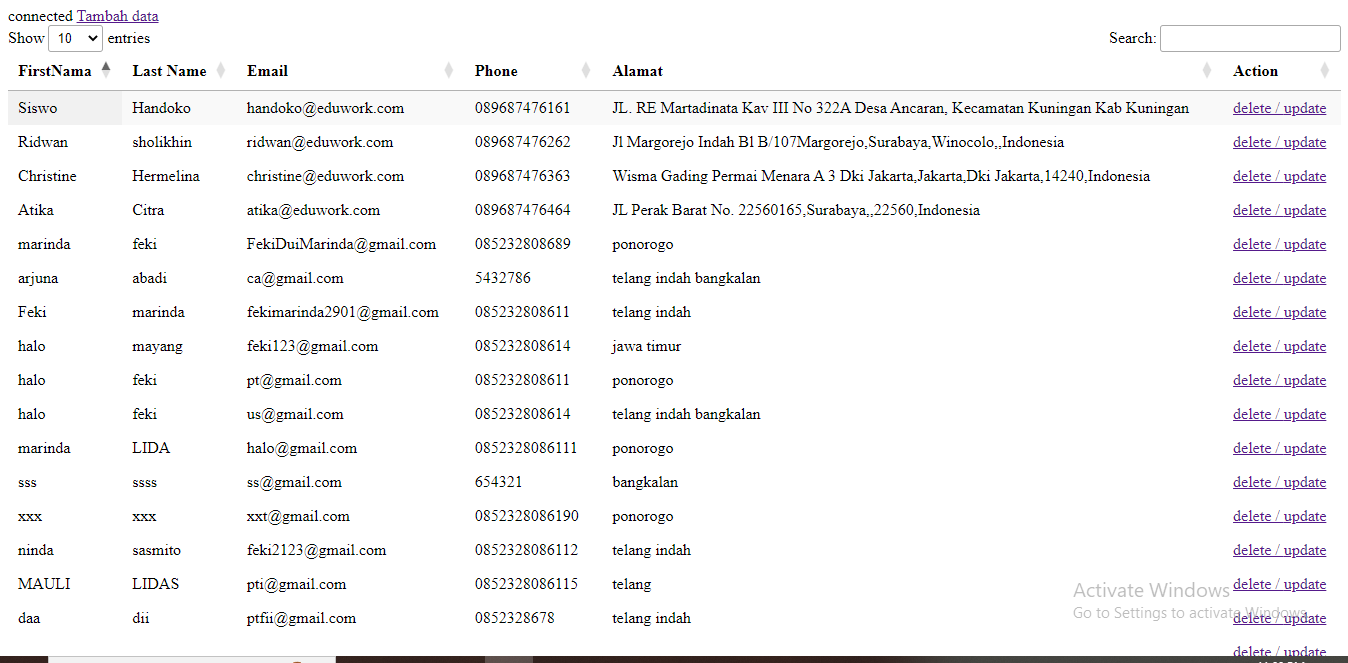 connected Tambah data
Show 10 entries Search:
FirstNama Last Name Email Phone Alamat Action
Siswo Handoko handoko@eduwork.com 089687476161 JL. RE Martadinata Kav III No 322A Desa Ancaran, Kecamatan Kuningan Kab Kuningan delete / update
Ridwan sholikhin ridwan@eduwork.com 089687476262 Jl Margorejo Indah Bl B/107Margorejo,Surabaya,Winocolo,,Indonesia delete / update
Christine Hermelina christine@eduwork.com 089687476363 Wisma Gading Permai Menara A 3 Dki Jakarta,Jakarta,Dki Jakarta,14240,Indonesia delete / update
Atika Citra atika@eduwork.com 089687476464 JL Perak Barat No. 22560165,Surabaya,,22560,Indonesia delete / update
marinda feki FekiDuiMarinda@gmail.com 085232808689 ponorogo delete / update
arjuna abadi ca@gmail.com 5432786 telang indah bangkalan delete / update
Feki marinda fekimarinda2901@gmail.com 085232808611 telang indah delete / update
halo mayang feki123@gmail.com 085232808614 jawa timur delete / update
halo feki pt@gmail.com 085232808611 ponorogo delete / update
halo feki us@gmail.com 085232808614 telang indah bangkalan delete / update
marinda LIDA halo@gmail.com 0852328086111 ponorogo delete / update
sss ssss ss@gmail.com 654321 bangkalan delete / update
xxx xxx xxt@gmail.com 0852328086190 ponorogo delete / update
ninda sasmito feki2123@gmail.com 0852328086112 telang indah delete / update
MAULI LIDAS pti@gmail.com 0852328086115 telang delete / update
daa dii ptfii@gmail.com 0852328678 telang indah delete / update
Activate Windows
Go to Settings to activate Windows.
delete / update